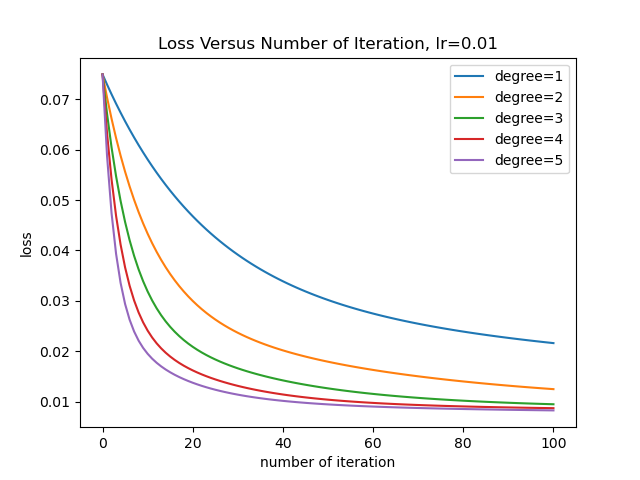 Loss Versus Number of Iteration, lr=0.01
degree=1
degree=2
degree=3
degree=4
degree=5
loss
0.07
0.06
0.05
0.04
0.03
0.02
0.01
0 20 40 60 80 100
number of iteration